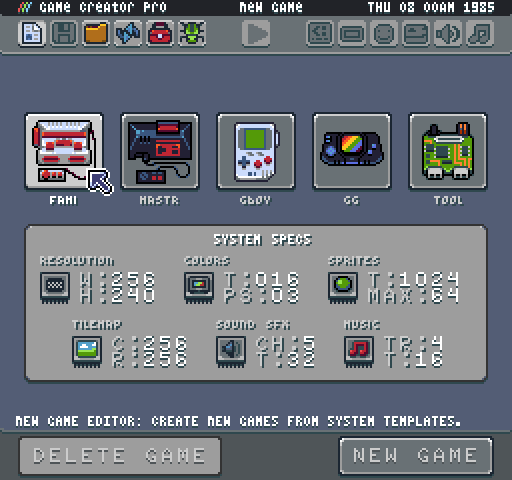 GAME CREATOR PRO NEW GAME THU 08 00AM 1985
FAMI MASTR GBOY GG TOOL
SYSTEM SPECS
RESOLUTION COLORS SPRITES
W:256 T:016 T:1024
H:240 PS:03 MAX:64
TILEMAP SOUND SFX MUSIC
C:256 CH:5 TR:4
R:256 T:32 T:16
NEW GAME EDITOR: CREATE NEW GAMES FROM SYSTEM TEMPLATES.
DELETE GAME NEW GAME